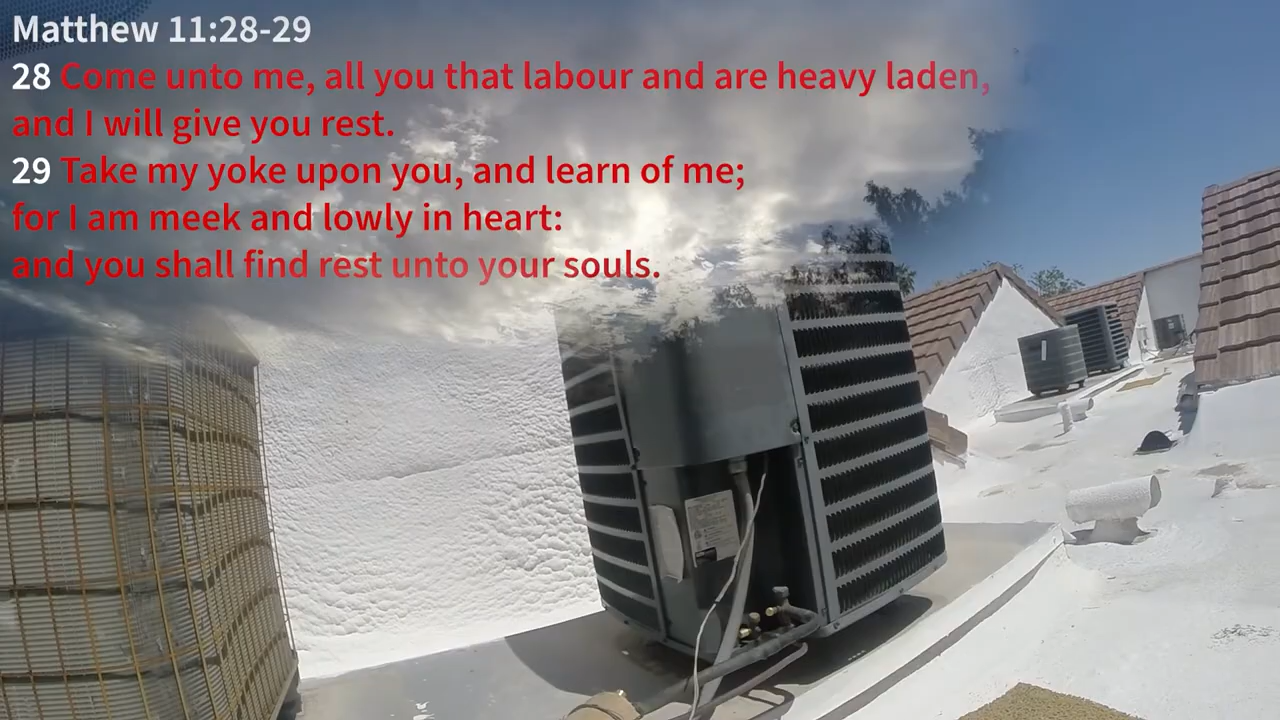 Matthew 11:28-29
28 Come unto me, all you that labour and are heavy laden,
and I will give you rest.
29 Take my yoke upon you, and learn of me;
for I am meek and lowly in heart:
and you shall find rest unto your souls.